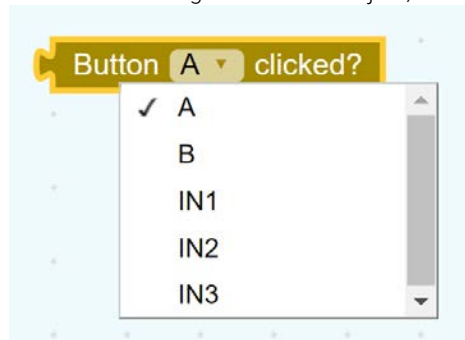 Button A ▾ clicked?
✓ A
B
IN1
IN2
IN3